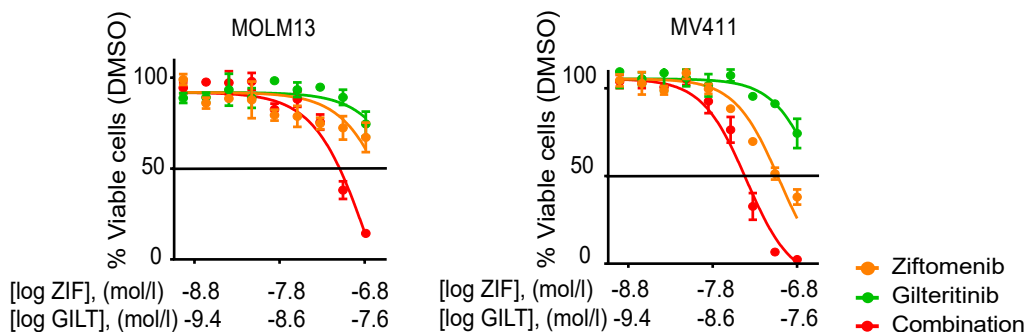 MOLM13
% Viable cells (DMSO)
100
50
0
[log ZIF], (mol/l) -8.8 -7.8 -6.8
[log GILT], (mol/l) -9.4 -8.6 -7.6
MV411
% Viable cells (DMSO)
100
50
0
[log ZIF], (mol/l) -8.8 -7.8 -6.8
[log GILT], (mol/l) -9.4 -8.6 -7.6
Ziftomenib
Gilteritinib
Combination